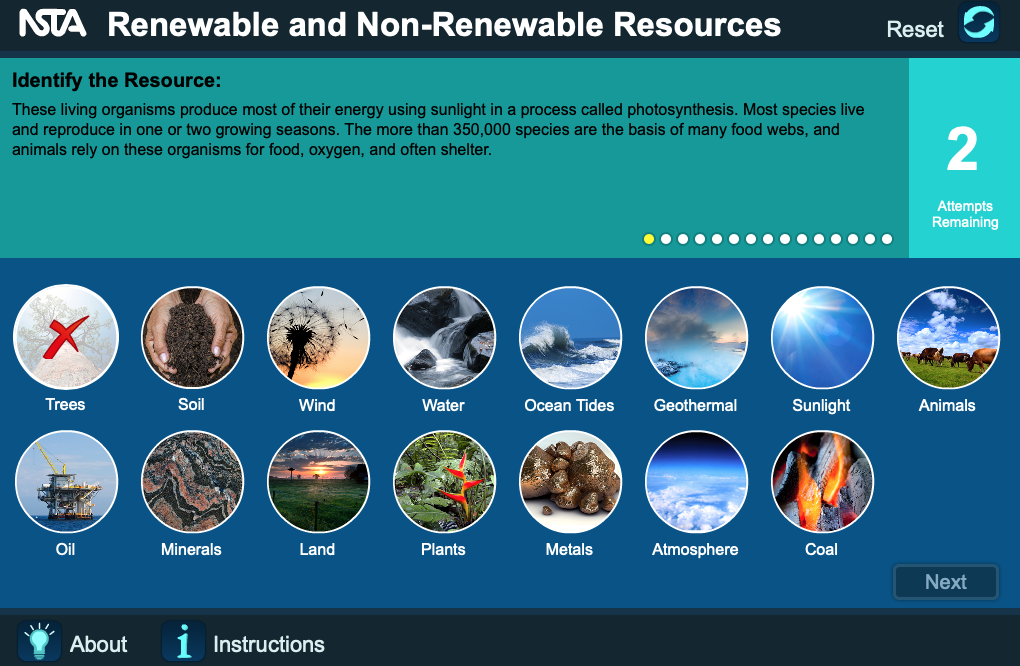 NSTA Renewable and Non-Renewable Resources
Reset
Identify the Resource:
These living organisms produce most of their energy using sunlight in a process called photosynthesis. Most species live
and reproduce in one or two growing seasons. The more than 350,000 species are the basis of many food webs, and
animals rely on these organisms for food, oxygen, and often shelter.
2
Attempts
Remaining
Trees
Soil
Wind
Water
Ocean Tides
Geothermal
Sunlight
Animals
Oil
Minerals
Land
Plants
Metals
Atmosphere
Coal
Next
About
Instructions